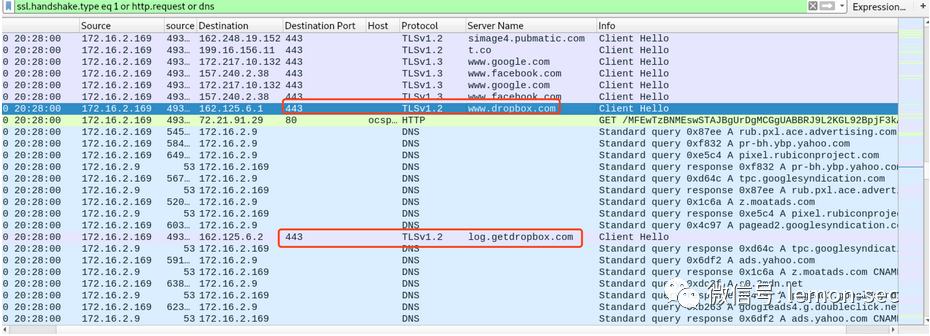 ssl.handshake.type eq 1 or http.request or dns Expression… +
Source source Destination Destination Port Host Protocol Server Name Info
0 20:28:00 172.16.2.169 493… 162.248.19.152 443 TLSv1.2 simage4.pubmatic.com Client Hello
0 20:28:00 172.16.2.169 493… 199.16.156.11 443 TLSv1.2 t.co Client Hello
0 20:28:00 172.16.2.169 493… 172.217.10.132 443 TLSv1.3 www.google.com Client Hello
0 20:28:00 172.16.2.169 493… 157.240.2.38 443 TLSv1.3 www.facebook.com Client Hello
0 20:28:00 172.16.2.169 493… 172.217.10.132 443 TLSv1.3 www.google.com Client Hello
0 20:28:00 172.16.2.169 493… 157.240.2.38 443 TLSv1.3 www.facebook.com Client Hello
0 20:28:00 172.16.2.169 493… 162.125.6.1 443 TLSv1.2 www.dropbox.com Client Hello
0 20:28:00 172.16.2.169 493… 72.21.91.29 80 ocsp… HTTP GET
0 20:28:00 172.16.2.169 545… 172.16.2.9 DNS Standard query 0x87ee A rub.pxl.ace.advertising.com
0 20:28:00 172.16.2.169 584… 172.16.2.9 DNS Standard query 0xf832 A pr-bh.ybp.yahoo.com
0 20:28:00 172.16.2.169 649… 172.16.2.9 DNS Standard query 0xe5c4 A pixel.rubiconproject.com
0 20:28:00 172.16.2.9 53 172.16.2.169 DNS Standard query response 0xf832 A pr-bh.ybp.yahoo
0 20:28:00 172.16.2.169 567… 172.16.2.9 DNS Standard query 0xd64c A tpc.googlesyndication.com
0 20:28:00 172.16.2.9 53 172.16.2.169 DNS Standard query response 0x87ee A rub.pxl.ace.advert
0 20:28:00 172.16.2.169 520… 172.16.2.9 DNS Standard query 0x1c6a A z.moatads.com
0 20:28:00 172.16.2.9 53 172.16.2.169 DNS Standard query response 0xe5c4 A pixel.rubiconproje
0 20:28:00 172.16.2.169 603… 172.16.2.9 DNS Standard query 0x4c97 A pagead2.googlesyndication.
0 20:28:00 172.16.2.169 493… 162.125.6.2 443 TLSv1.2 log.getdropbox.com Client Hello
0 20:28:00 172.16.2.9 53 172.16.2.169 DNS Standard query response 0xd64c A tpc.googlesyndicat
0 20:28:00 172.16.2.169 591… 172.16.2.9 DNS Standard query 0x6df2 A ads.yahoo.com
0 20:28:00 172.16.2.9 53 172.16.2.169 DNS Standard query response 0x1c6a A z.moatads.com CNAM
0 20:28:00 172.16.2.169 638… 172.16.2.9 DNS Standard query
0 20:28:00 172.16.2.9 53 172.16.2.169 DNS Standard query
0 20:28:00 172.16.2.169 623… 172.16.2.9 DNS Standard query googleads4.g.doubleclick.ne
0 20:28:00 172.16.2.9 53 172.16.2.169 DNS Standard query response 0x6df2 A ads.yahoo.com
微信号: lemon-sec